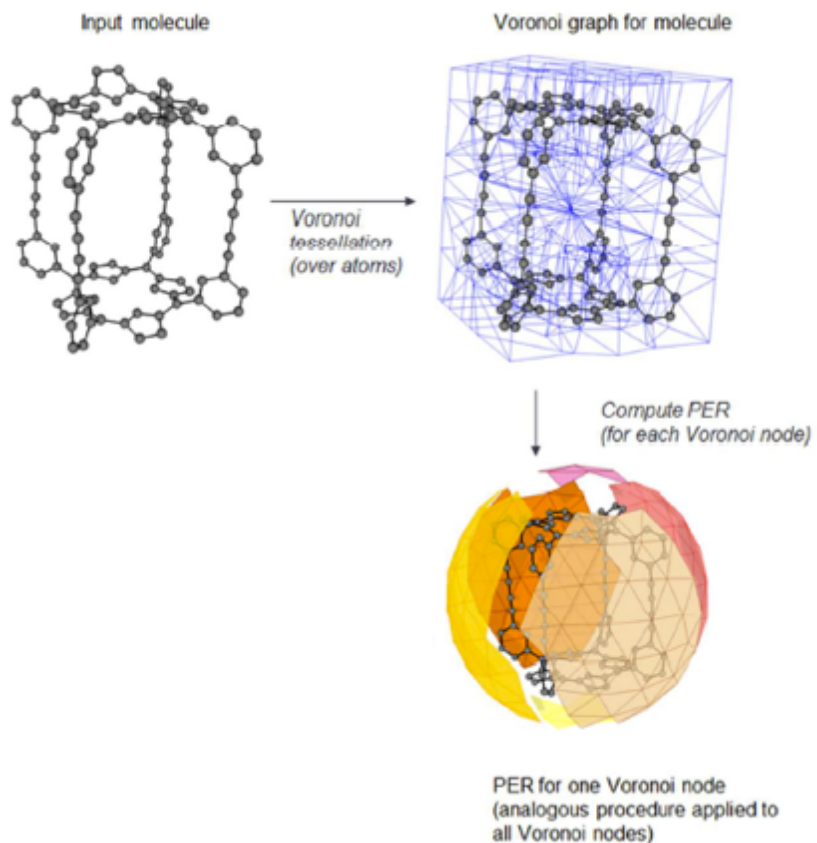 Input molecule
Voronoi graph for molecule
Voronoi
tessellation
(over atoms)
Compute PER
(for each Voronoi node)
PER for one Voronoi node
(analogous procedure applied to
all Voronoi nodes)